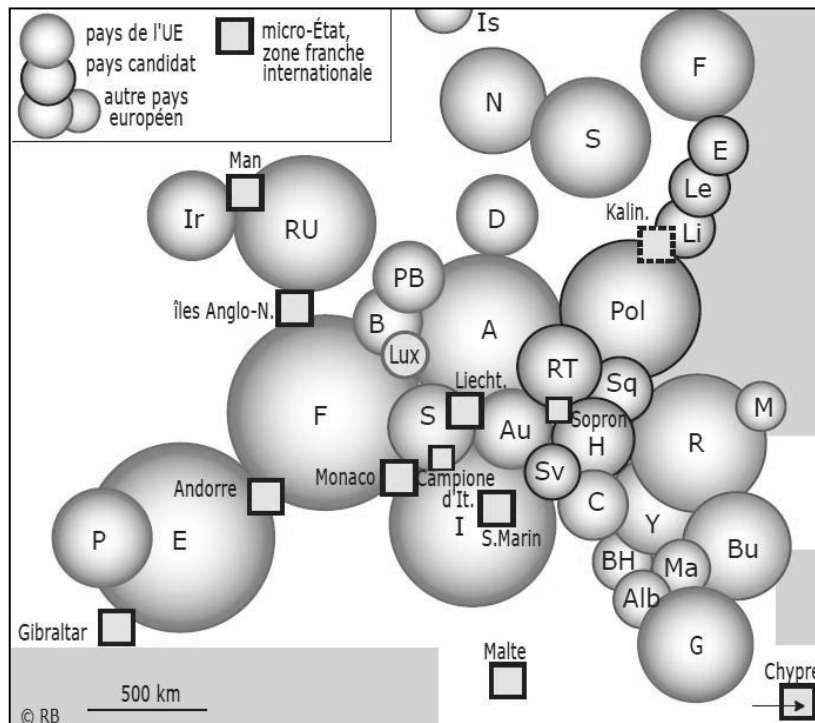 pays de l'UE
pays candidat
autre pays
européen
micro-État,
zone franche
internationale
Is
F
N
S
E
Man
Le
Ir
RU
D
Kalin.
Li
PB
îles Anglo-N.
B
A
Pol
Lux
RT
Sq
Liecht.
M
F
S
Au
Sopron
H
R
Andorre
Monaco
Campione
d'It.
Sv
C
I
S.Marin
Y
P
E
BH
Ma
Bu
Alb
Gibraltar
G
Malte
Chypre
500 km
© RB